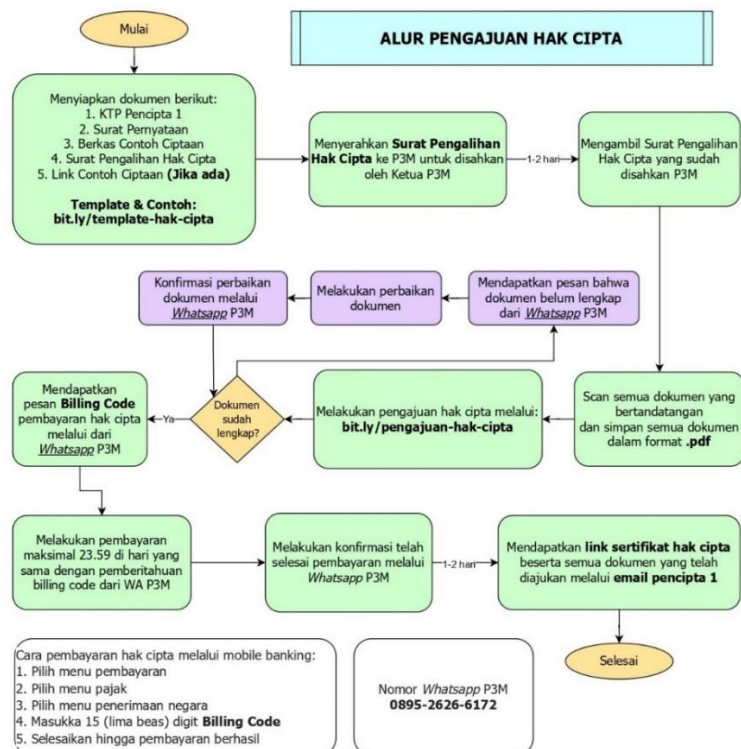 Mulai
ALUR PENGAJUAN HAK CIPTA
Menyiapkan dokumen berikut:
1. KTP Pencipta 1
2. Surat Pernyataan
3. Berkas Contoh Ciptaan
4. Surat Pengalihan Hak Cipta
5. Link Contoh Ciptaan (Jika ada)
Template & Contoh:
bit.ly/template-hak-cipta
Menyerahkan Surat Pengalihan
Hak Cipta ke P3M untuk disahkan
oleh Ketua P3M
1-2 hari
Mengambil Surat Pengalihan
Hak Cipta yang sudah
disahkan P3M
Scan semua dokumen yang
bertandatangan
dan simpan semua dokumen
dalam format .pdf
Melakukan pengajuan hak cipta melalui:
bit.ly/pengajuan-hak-cipta
Dokumen
sudah
lengkap?
Mendapatkan pesan bahwa
dokumen belum lengkap
dari Whatsapp P3M
Melakukan perbaikan
dokumen
Konfirmasi perbaikan
dokumen melalui
Whatsapp P3M
Ya
Mendapatkan
pesan Billing Code
pembayaran hak cipta
melalui dari
Whatsapp P3M
Melakukan pembayaran
maksimal 23.59 di hari yang
sama dengan pemberitahuan
billing code dari WA P3M
Melakukan konfirmasi telah
selesai pembayaran melalui
Whatsapp P3M
1-2 hari
Mendapatkan link sertifikat hak cipta
beserta semua dokumen yang telah
diajukan melalui email pencipta 1
Selesai
Cara pembayaran hak cipta melalui mobile banking:
1. Pilih menu pembayaran
2. Pilih menu pajak
3. Pilih menu penerimaan negara
4. Masukka 15 (lima beas) digit Billing Code
5. Selesaikan hingga pembayaran berhasil
Nomor Whatsapp P3M
0895-2626-6172